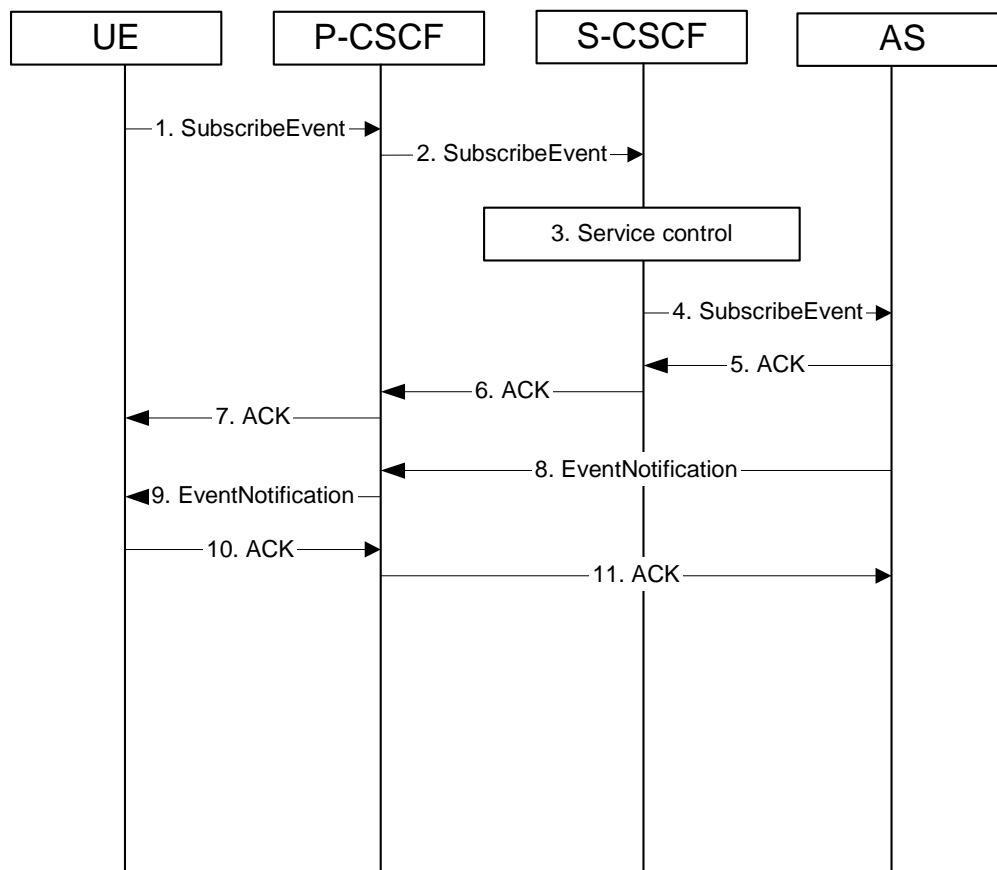 UE P-CSCF S-CSCF AS
1. SubscribeEvent
2. SubscribeEvent
3. Service control
4. SubscribeEvent
5. ACK
6. ACK
7. ACK
8. EventNotification
9. EventNotification
10. ACK
11. ACK